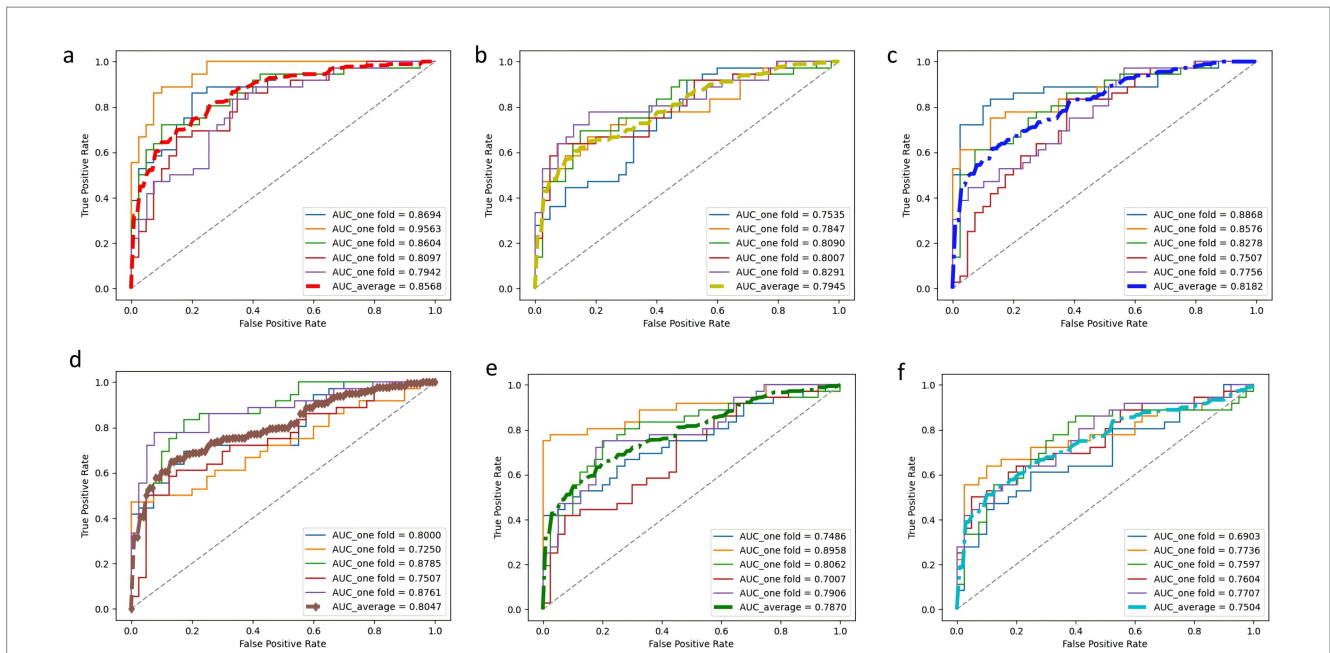 a
1.0
0.8
0.6
0.4
0.2
0.0
True Positive Rate
0.0 0.2 0.4 0.6 0.8 1.0
False Positive Rate
AUC_one fold = 0.8694
AUC_one fold = 0.9563
AUC_one fold = 0.8604
AUC_one fold = 0.8097
AUC_one fold = 0.7942
AUC_average = 0.8568
b
1.0
0.8
0.6
0.4
0.2
0.0
True Positive Rate
0.0 0.2 0.4 0.6 0.8 1.0
False Positive Rate
AUC_one fold = 0.7535
AUC_one fold = 0.7847
AUC_one fold = 0.8090
AUC_one fold = 0.8007
AUC_one fold = 0.8291
AUC_average = 0.7945
c
1.0
0.8
0.6
0.4
0.2
0.0
True Positive Rate
0.0 0.2 0.4 0.6 0.8 1.0
False Positive Rate
AUC_one fold = 0.8868
AUC_one fold = 0.8576
AUC_one fold = 0.8278
AUC_one fold = 0.7507
AUC_one fold = 0.7756
AUC_average = 0.8182
d
1.0
0.8
0.6
0.4
0.2
0.0
True Positive Rate
0.0 0.2 0.4 0.6 0.8 1.0
False Positive Rate
AUC_one fold = 0.8000
AUC_one fold = 0.7250
AUC_one fold = 0.8785
AUC_one fold = 0.7507
AUC_one fold = 0.8761
AUC_average = 0.8047
e
1.0
0.8
0.6
0.4
0.2
0.0
True Positive Rate
0.0 0.2 0.4 0.6 0.8 1.0
False Positive Rate
AUC_one fold = 0.7486
AUC_one fold = 0.8958
AUC_one fold = 0.8062
AUC_one fold = 0.7007
AUC_one fold = 0.7906
AUC_average = 0.7870
f
1.0
0.8
0.6
0.4
0.2
0.0
True Positive Rate
0.0 0.2 0.4 0.6 0.8 1.0
False Positive Rate
AUC_one fold = 0.6903
AUC_one fold = 0.7736
AUC_one fold = 0.7597
AUC_one fold = 0.7604
AUC_one fold = 0.7707
AUC_average = 0.7504